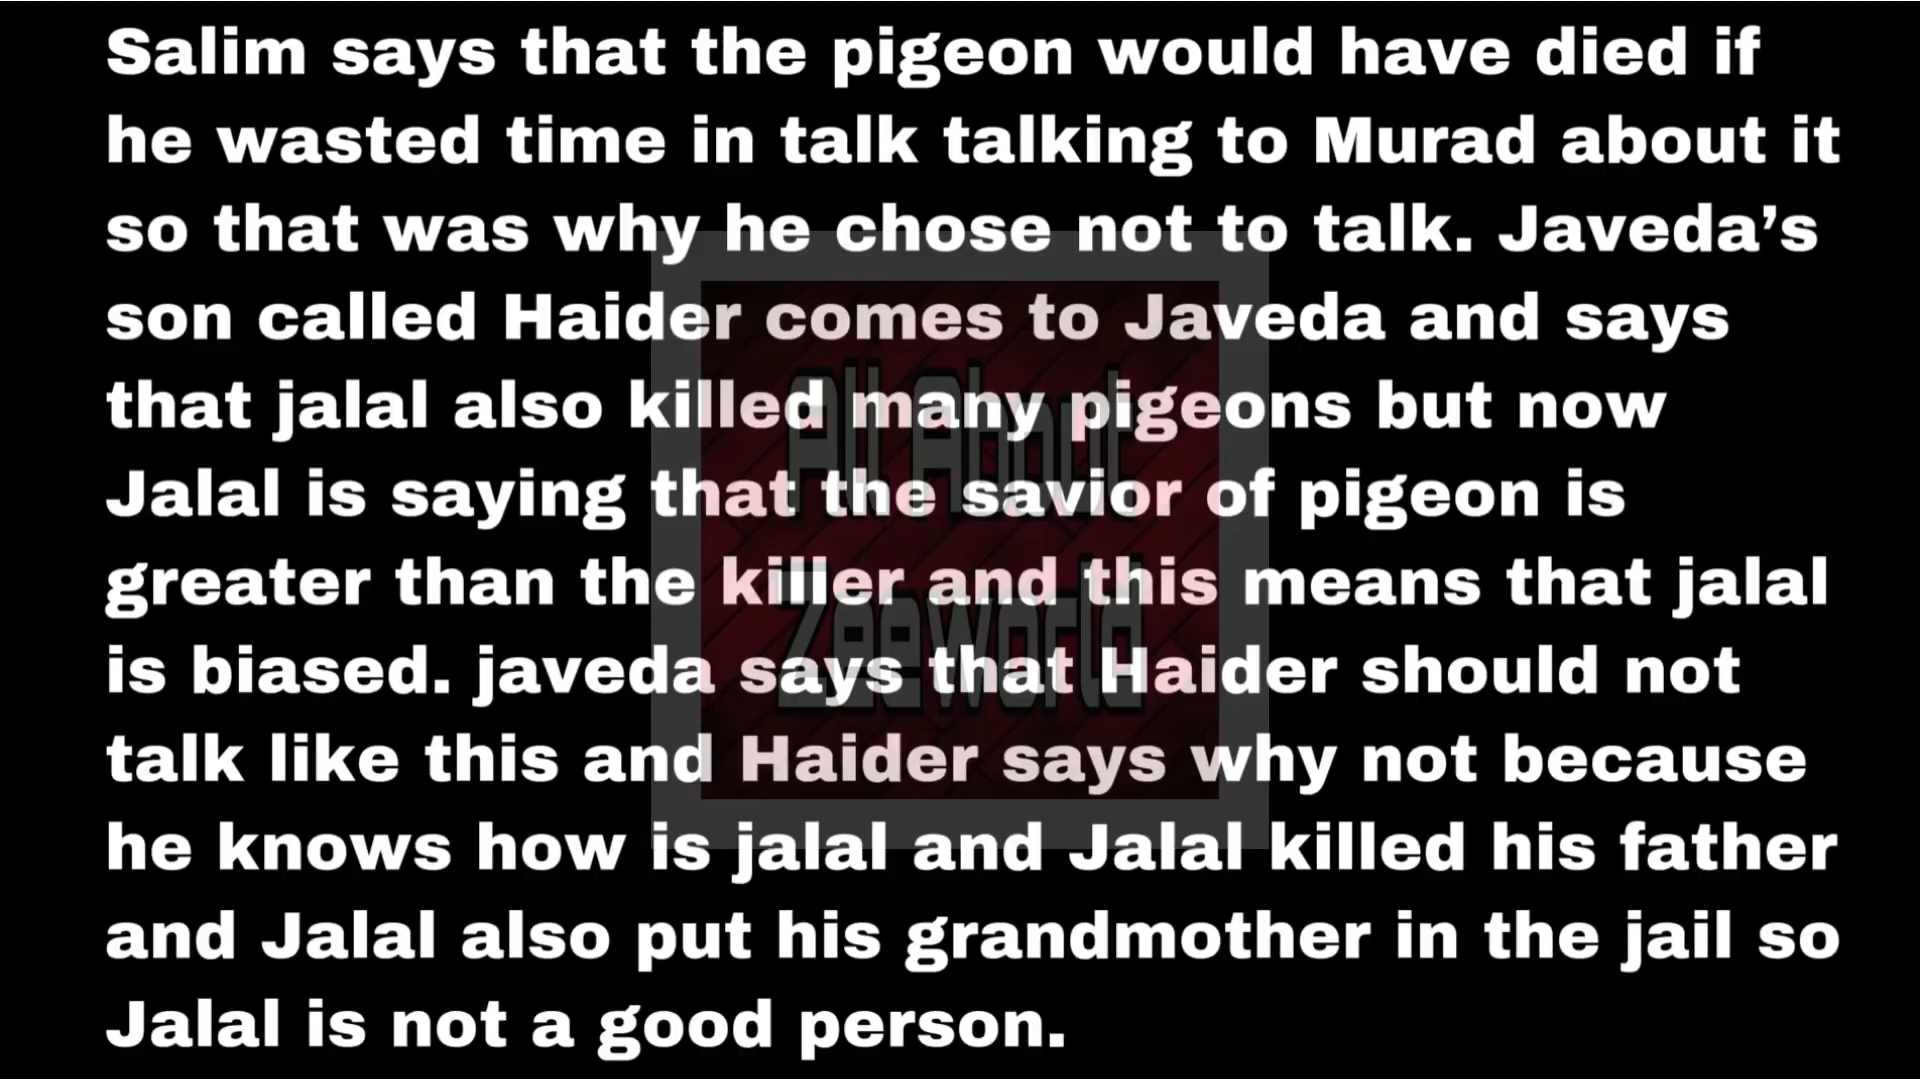 Salim says that the pigeon would have died if
he wasted time in talk talking to Murad about it
so that was why he chose not to talk. Javeda’s
son called Haider comes to Javeda and says
that jalal also killed many pigeons but now
Jalal is saying that the savior of pigeon is
greater than the killer and this means that jalal
is biased. javeda says that Haider should not
talk like this and Haider says why not because
he knows how is jalal and Jalal killed his father
and Jalal also put his grandmother in the jail so
Jalal is not a good person.
All About
Zeeworld